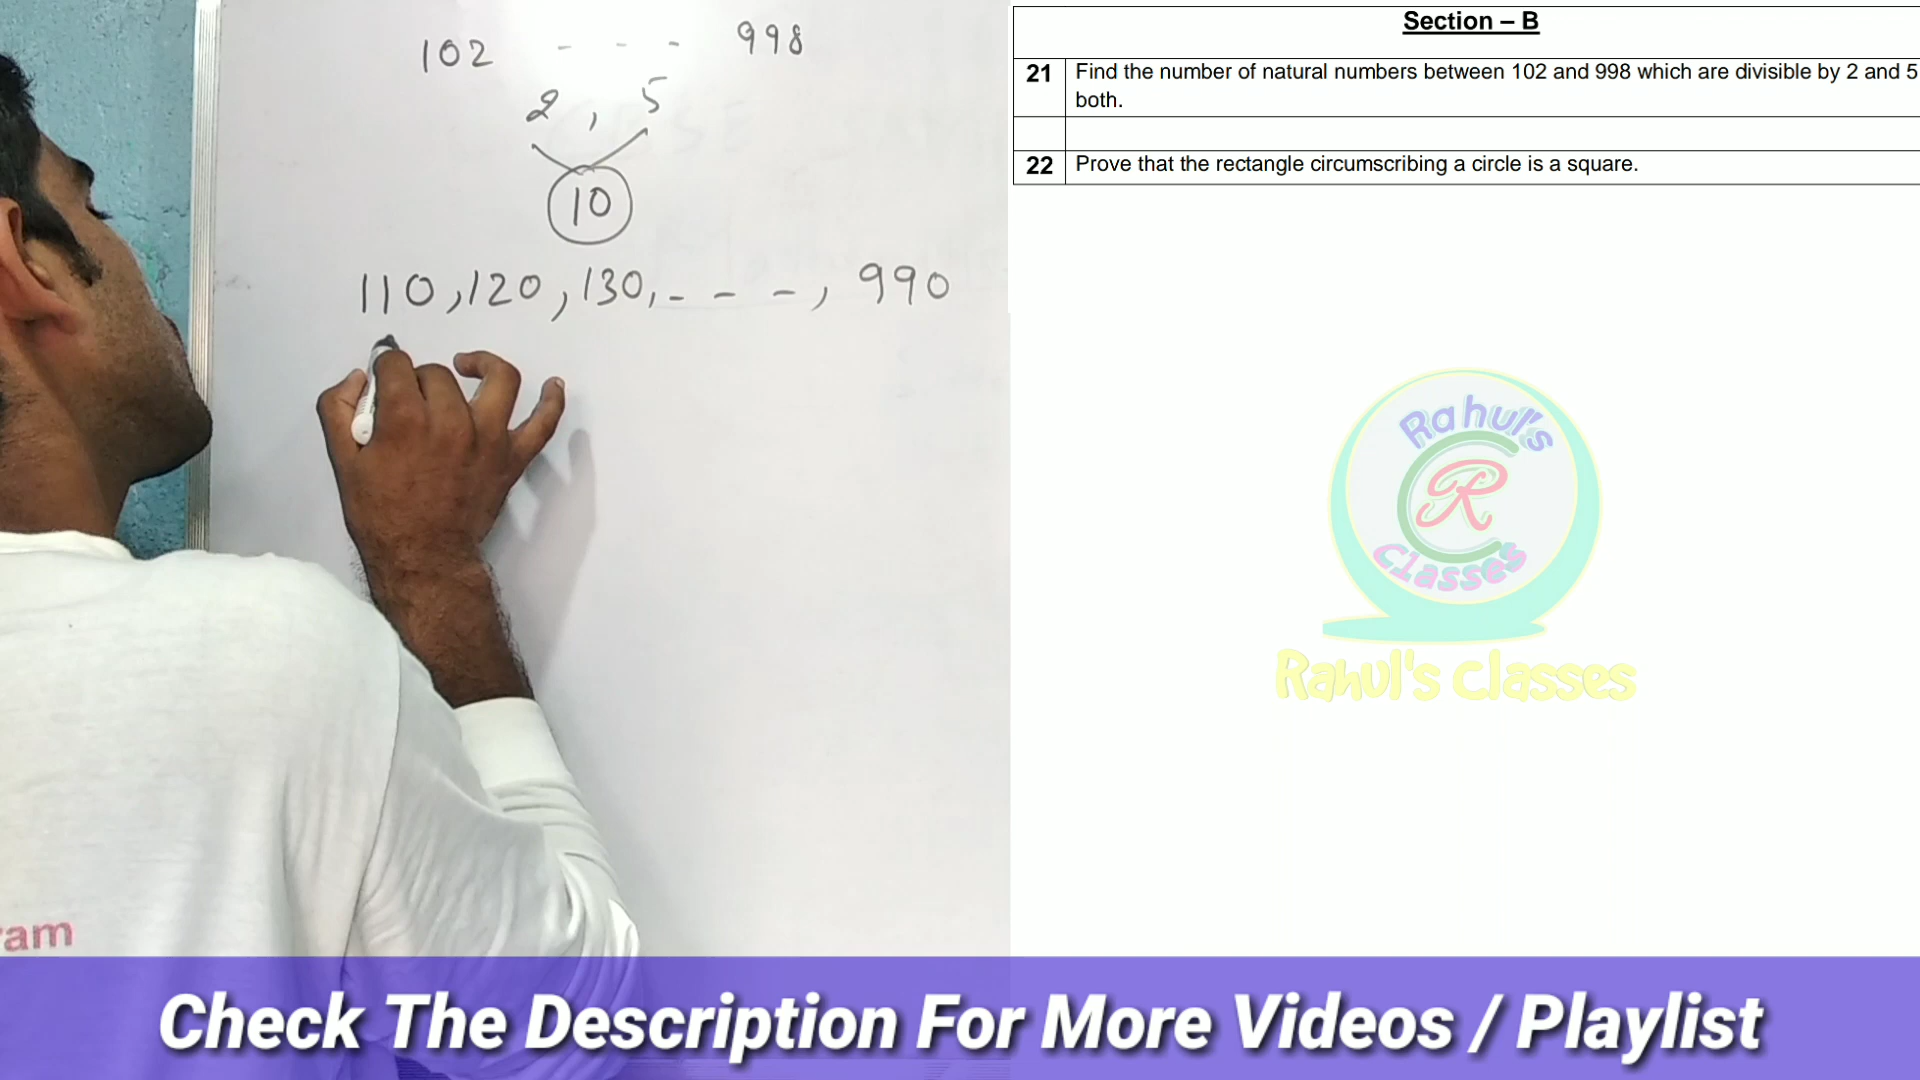 102 - - - 998
2 , 5
10
110 , 120 , 130 , - - - , 990
Section – B
21 Find the number of natural numbers between 102 and 998 which are divisible by 2 and 5
both.
22 Prove that the rectangle circumscribing a circle is a square.
Rahul's
CR
Classes
Rahul's Classes
am
Check The Description For More Videos / Playlist